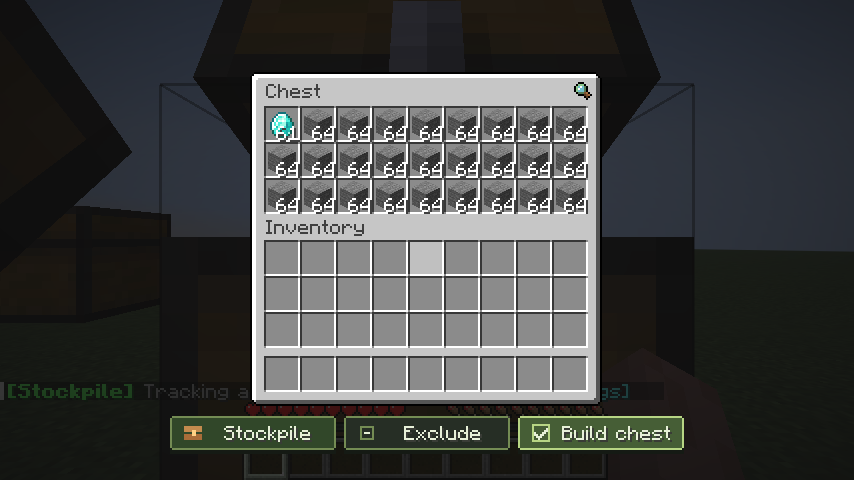 Chest
61 64 64 64 64 64 64 64 64
64 64 64 64 64 64 64 64 64
64 64 64 64 64 64 64 64 64
Inventory
[Stockpile] Tracking a
gs]
Stockpile Exclude Build chest